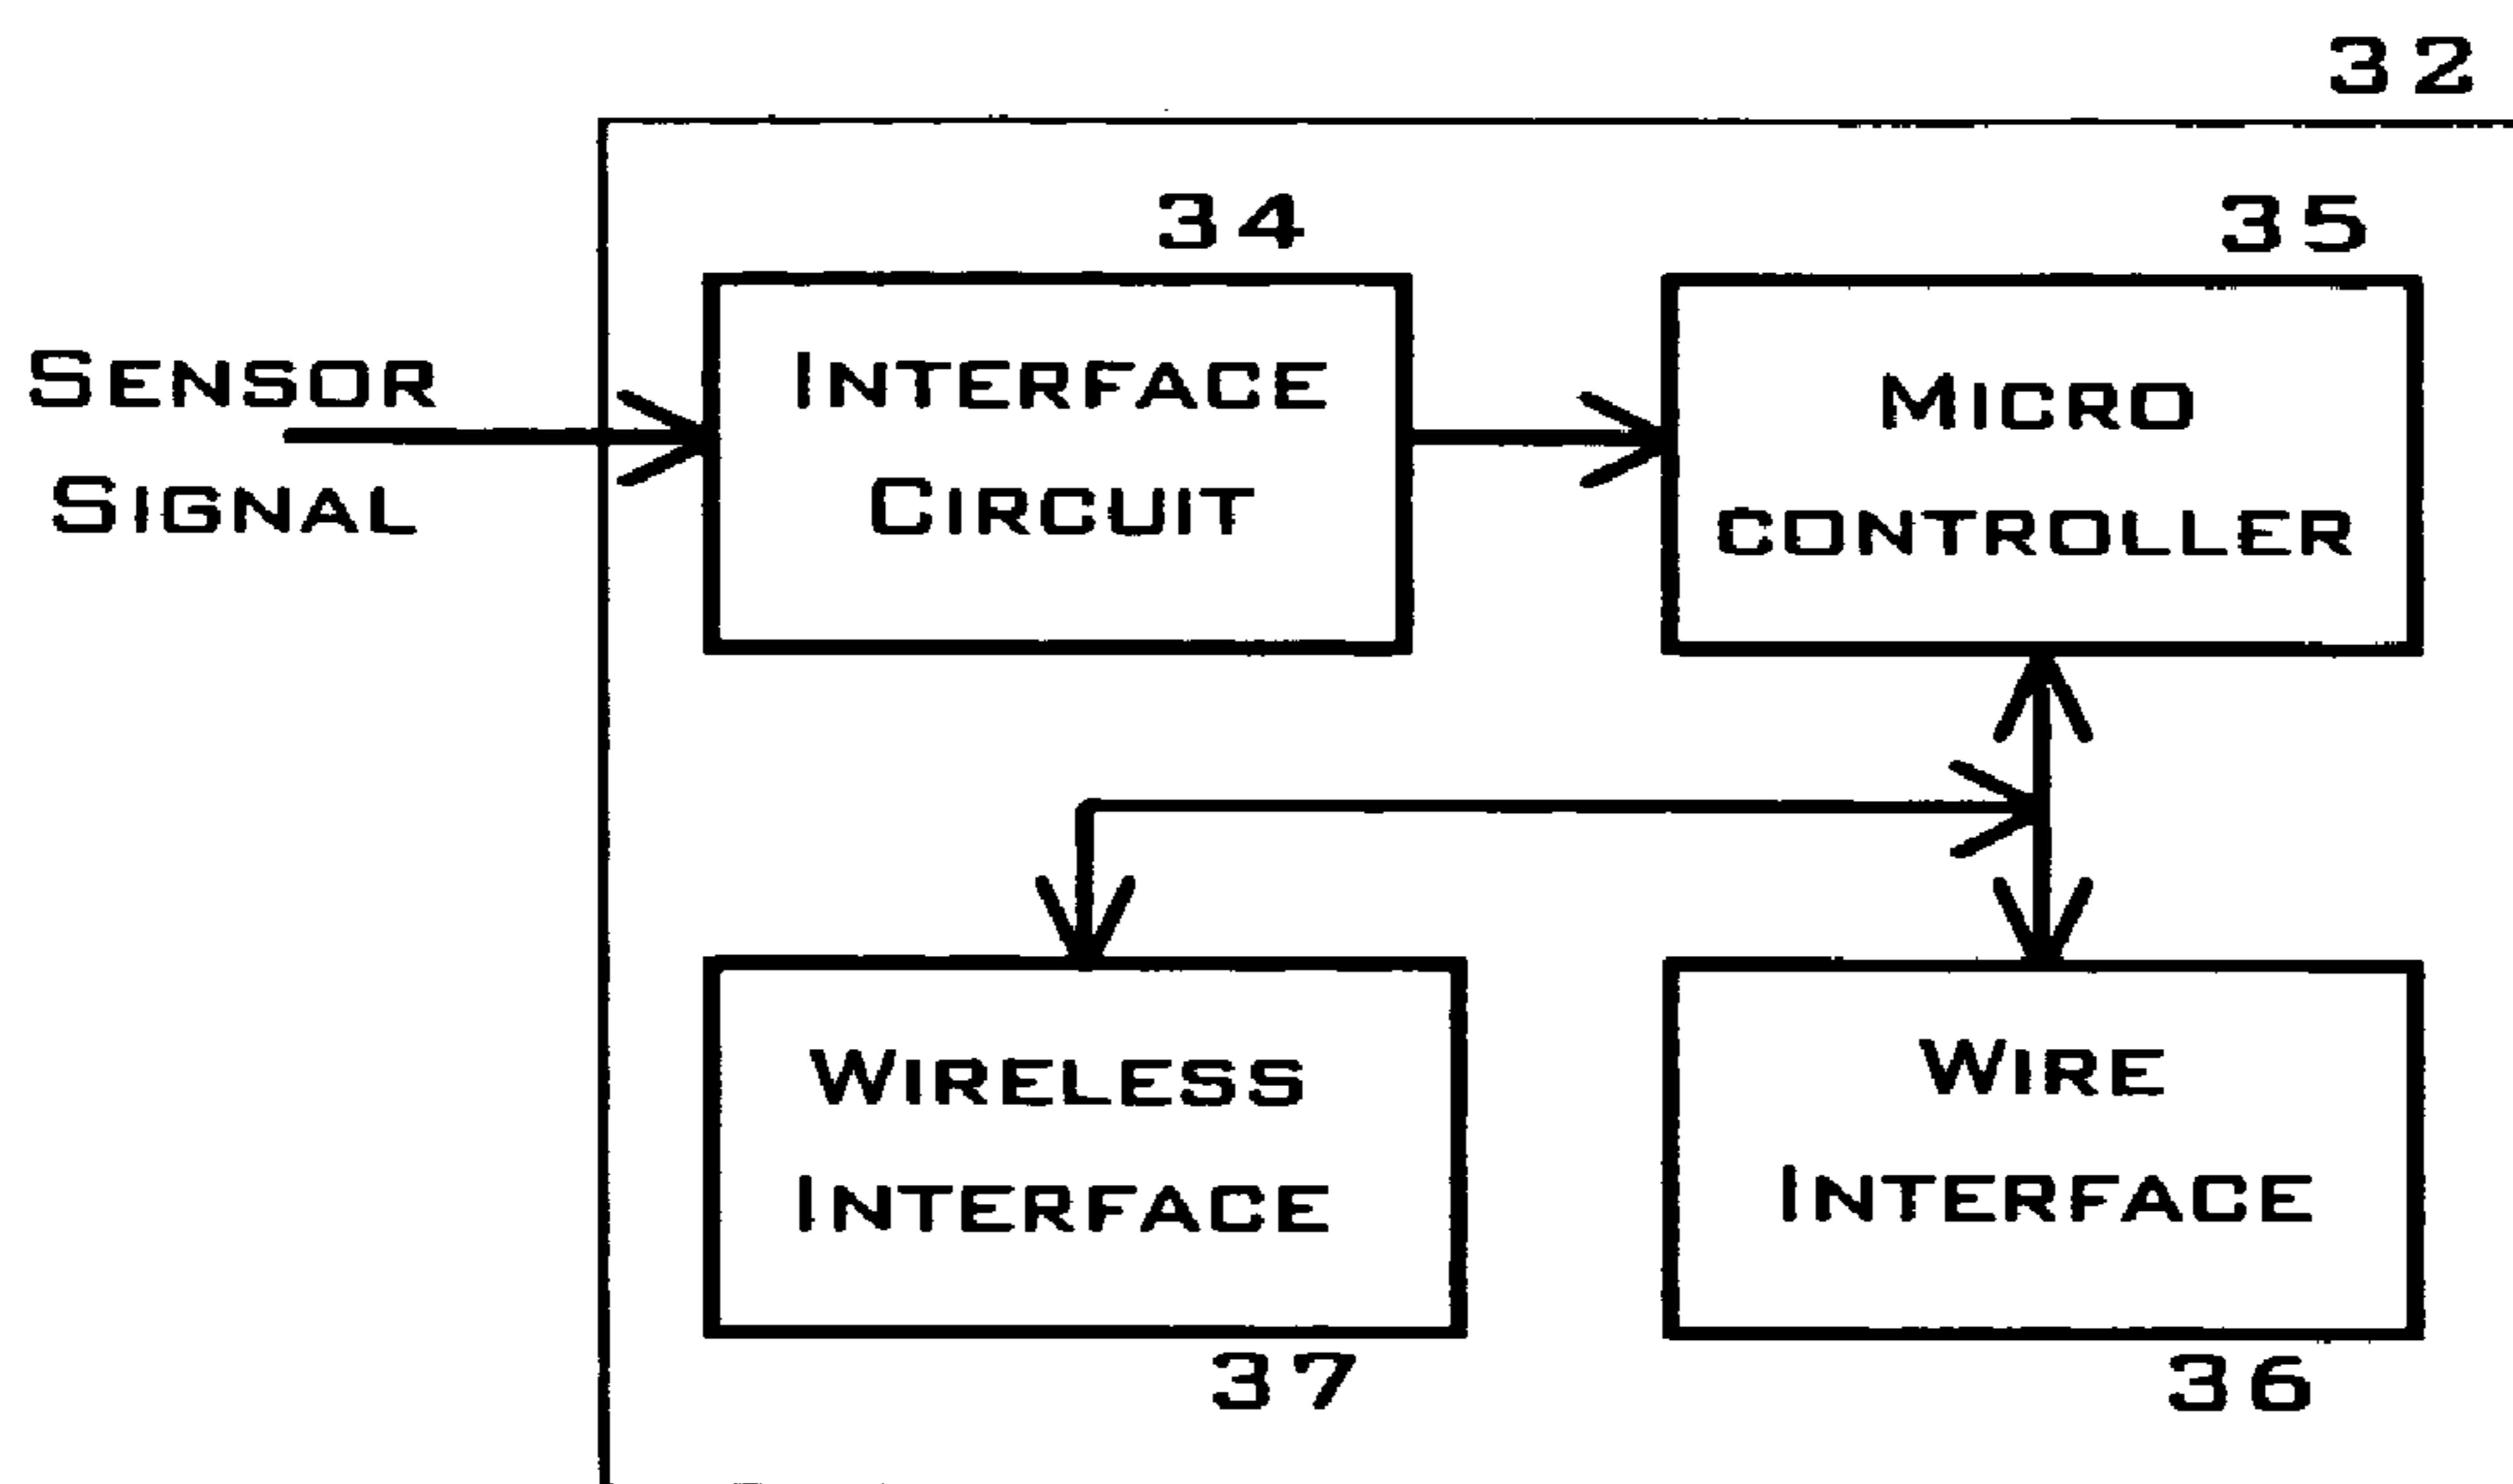 32
34
35
Sensor
Signal
Interface
Circuit
Micro
controller
Wireless
Interface
Wire
Interface
37
36